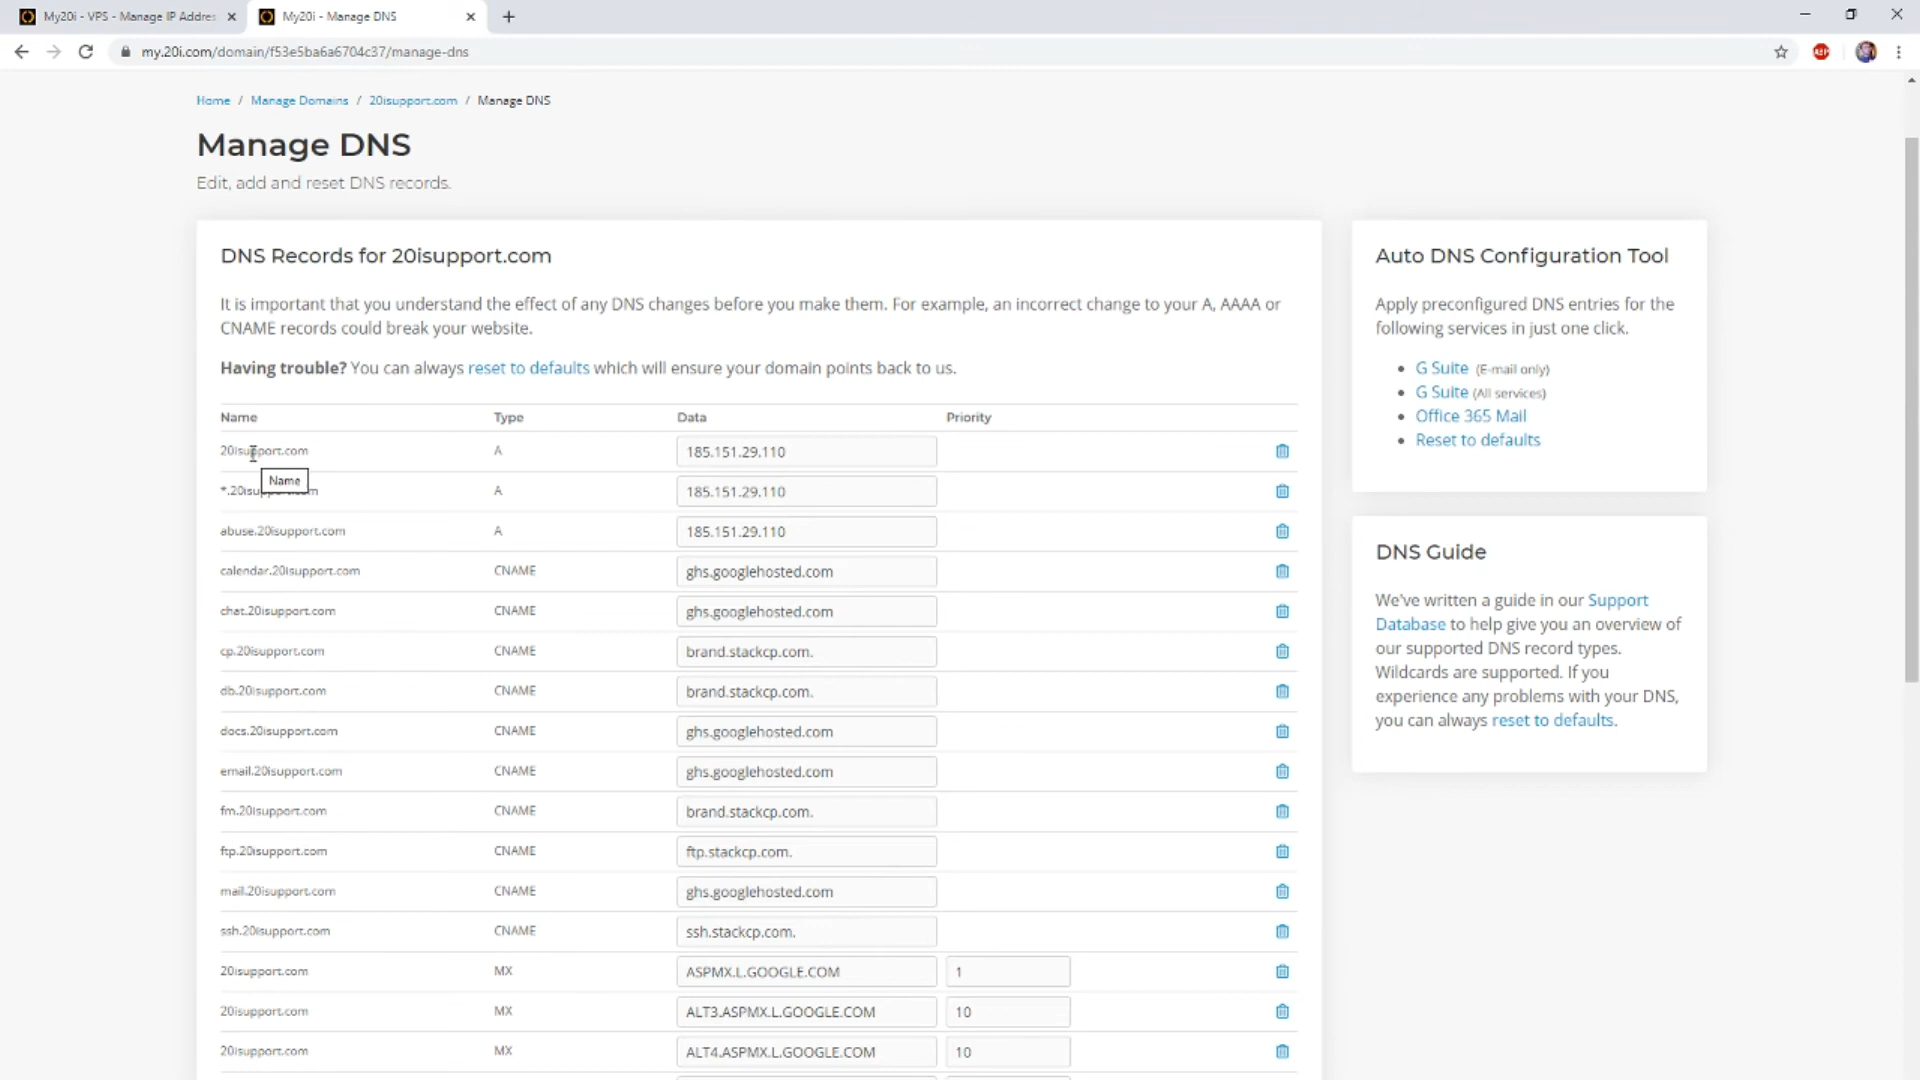 My20i - VPS - Manage IP Addres
My20i - Manage DNS
my.20i.com/domain/f53e5ba6a6704c37/manage-dns
ABP
Home / Manage Domains / 20isupport.com / Manage DNS
Manage DNS
Edit, add and reset DNS records.
DNS Records for 20isupport.com
It is important that you understand the effect of any DNS changes before you make them. For example, an incorrect change to your A, AAAA or
CNAME records could break your website.
Having trouble? You can always reset to defaults which will ensure your domain points back to us.
Name Type Data Priority
20isupport.com A 185.151.29.110
Name
*.20isupport.com A 185.151.29.110
abuse.20isupport.com A 185.151.29.110
calendar.20isupport.com CNAME ghs.googlehosted.com
chat.20isupport.com CNAME ghs.googlehosted.com
cp.20isupport.com CNAME brand.stackcp.com.
db.20isupport.com CNAME brand.stackcp.com.
docs.20isupport.com CNAME ghs.googlehosted.com
email.20isupport.com CNAME ghs.googlehosted.com
fm.20isupport.com CNAME brand.stackcp.com.
ftp.20isupport.com CNAME ftp.stackcp.com.
mail.20isupport.com CNAME ghs.googlehosted.com
ssh.20isupport.com CNAME ssh.stackcp.com.
20isupport.com MX ASPMX.L.GOOGLE.COM 1
20isupport.com MX ALT3.ASPMX.L.GOOGLE.COM 10
20isupport.com MX ALT4.ASPMX.L.GOOGLE.COM 10
Auto DNS Configuration Tool
Apply preconfigured DNS entries for the
following services in just one click.
G Suite (E-mail only)
G Suite (All services)
Office 365 Mail
Reset to defaults
DNS Guide
We've written a guide in our Support
Database to help give you an overview of
our supported DNS record types.
Wildcards are supported. If you
experience any problems with your DNS,
you can always reset to defaults.